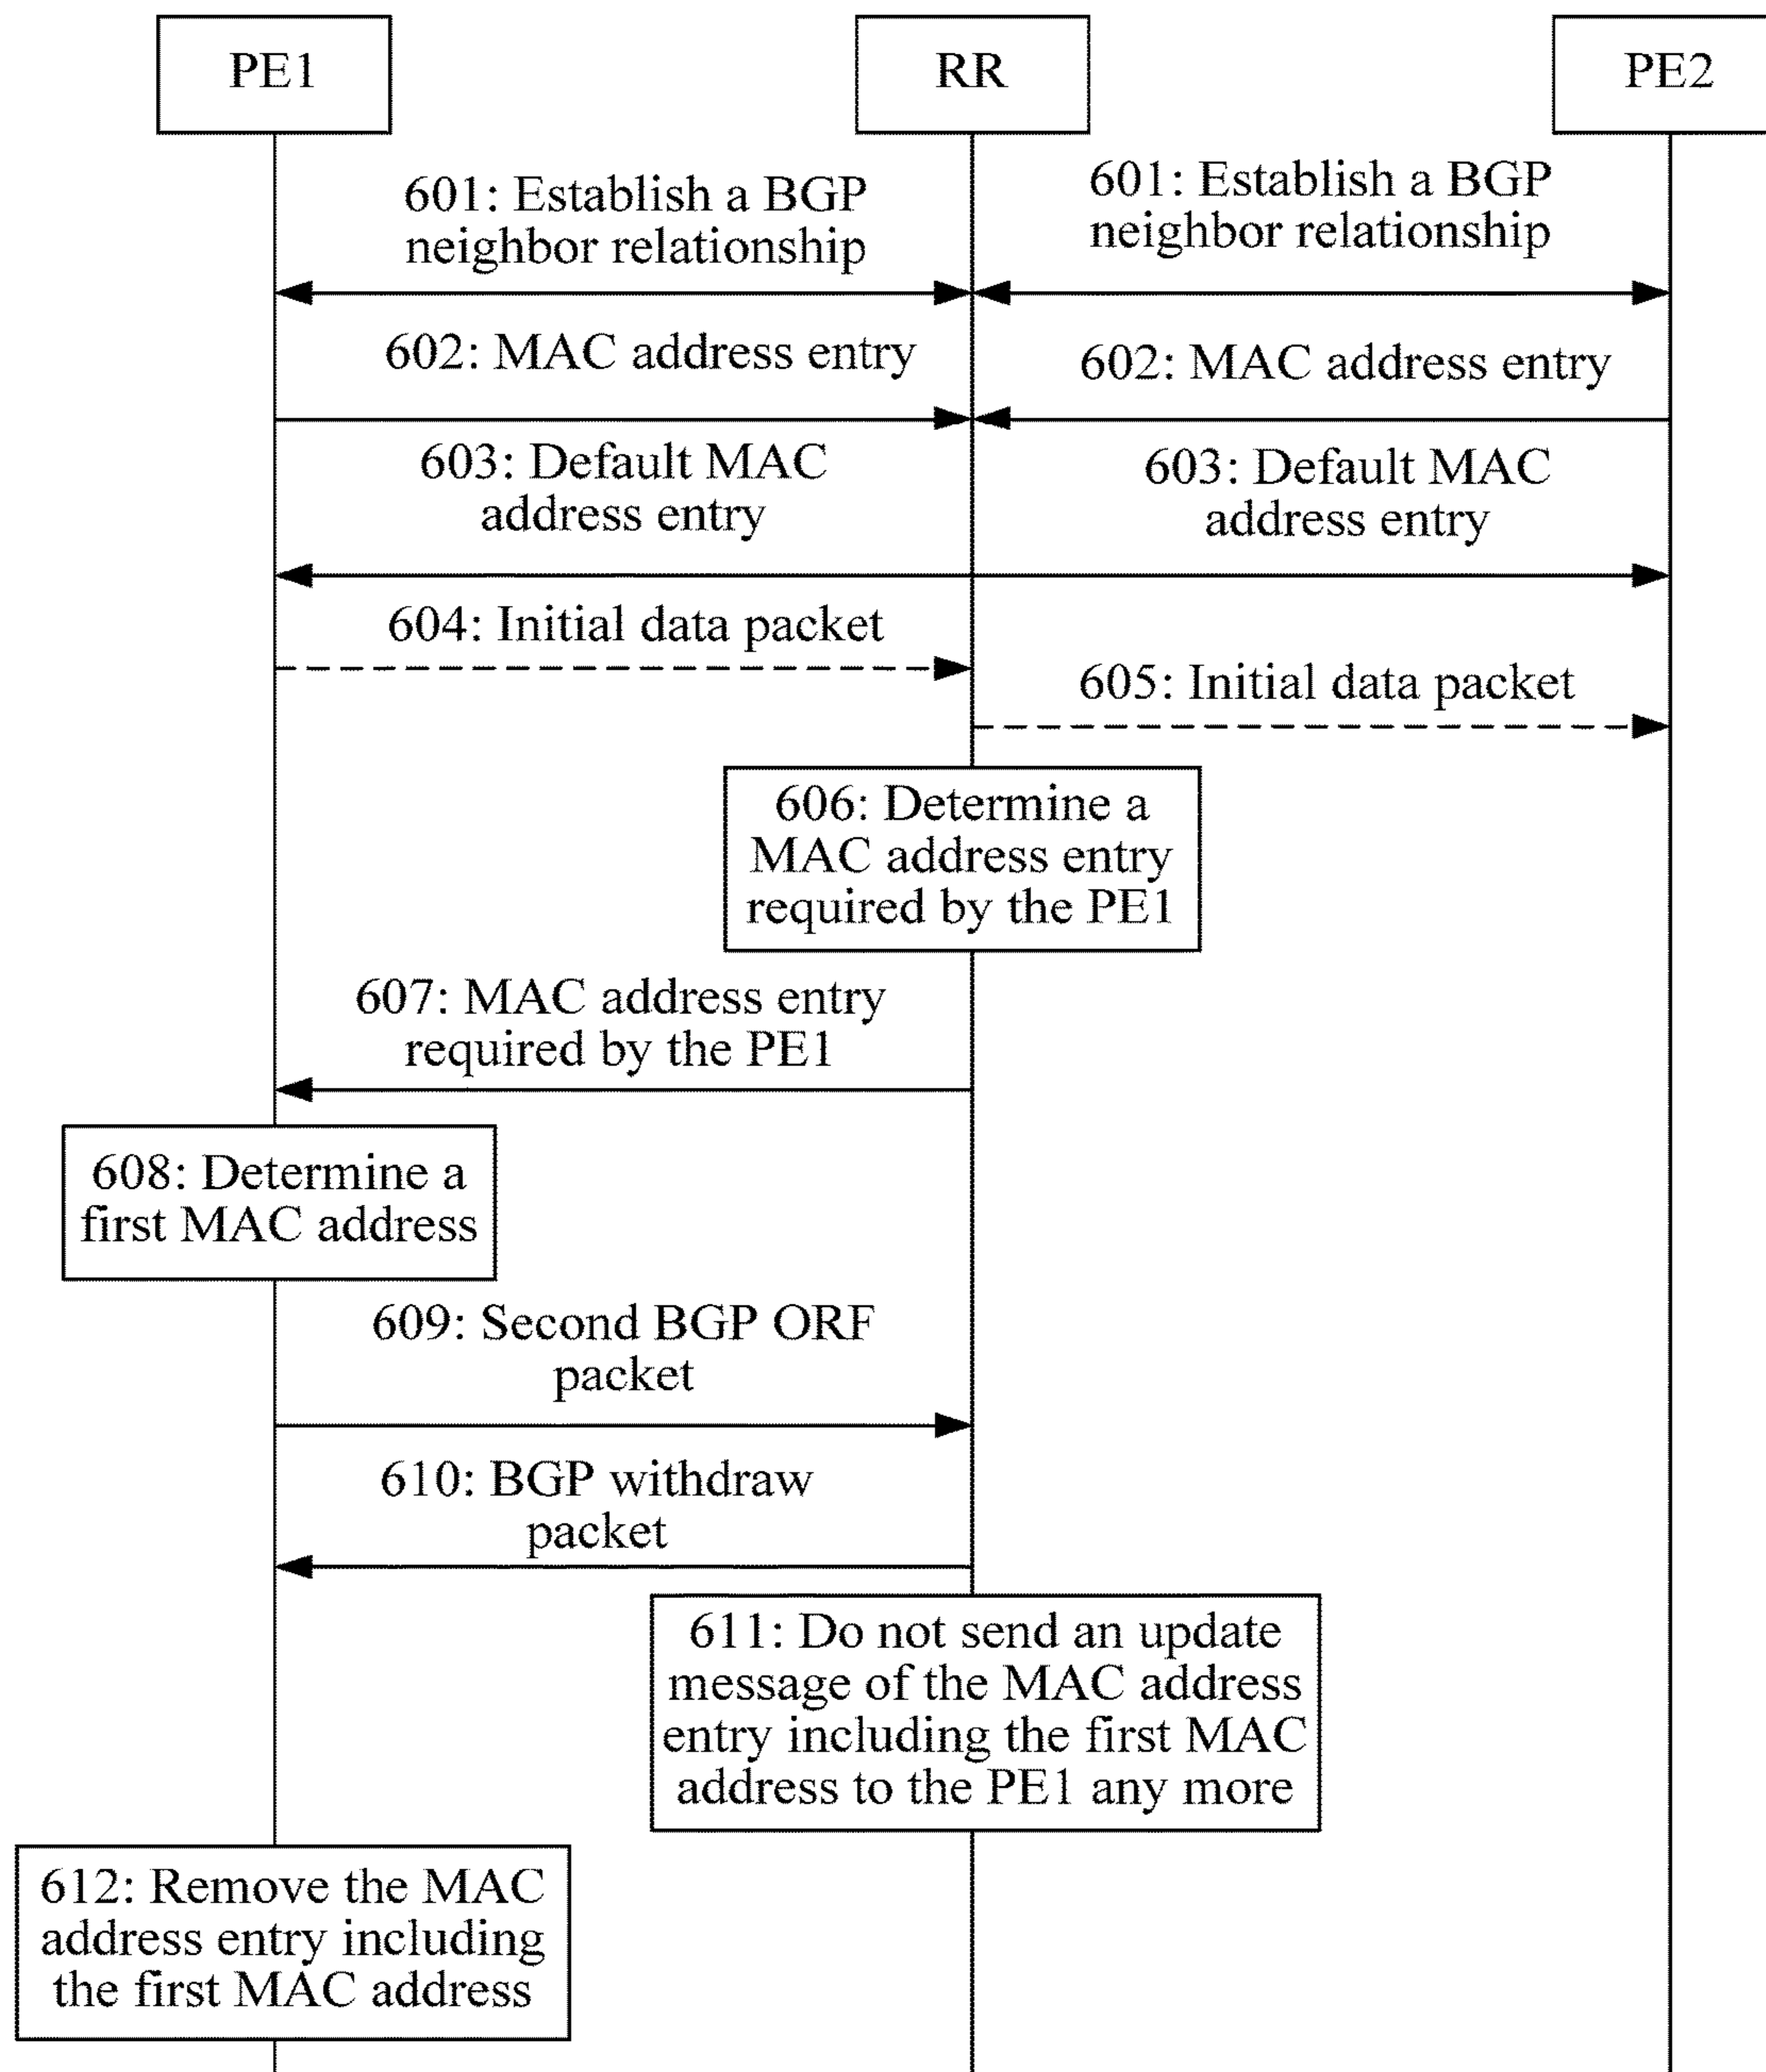 PE1
RR
PE2
601: Establish a BGP
neighbor relationship
601: Establish a BGP
neighbor relationship
602: MAC address entry
602: MAC address entry
603: Default MAC
address entry
603: Default MAC
address entry
604: Initial data packet
605: Initial data packet
606: Determine a
MAC address entry
required by the PE1
607: MAC address entry
required by the PE1
608: Determine a
first MAC address
609: Second BGP ORF
packet
610: BGP withdraw
packet
611: Do not send an update
message of the MAC address
entry including the first MAC
address to the PE1 any more
612: Remove the MAC
address entry including
the first MAC address